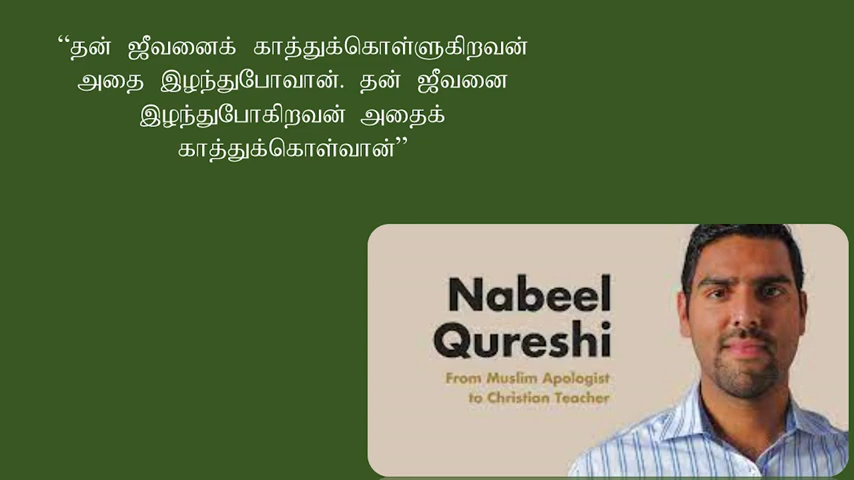 “தன் ஜீவனைக் காத்துக்கொள்ளுகிறவன்
அதை இழந்துபோவான். தன் ஜீவனை
இழந்துபோகிறவன் அதைக்
காத்துக்கொள்வான்”
Nabeel
Qureshi
From Muslim Apologist
to Christian Teacher